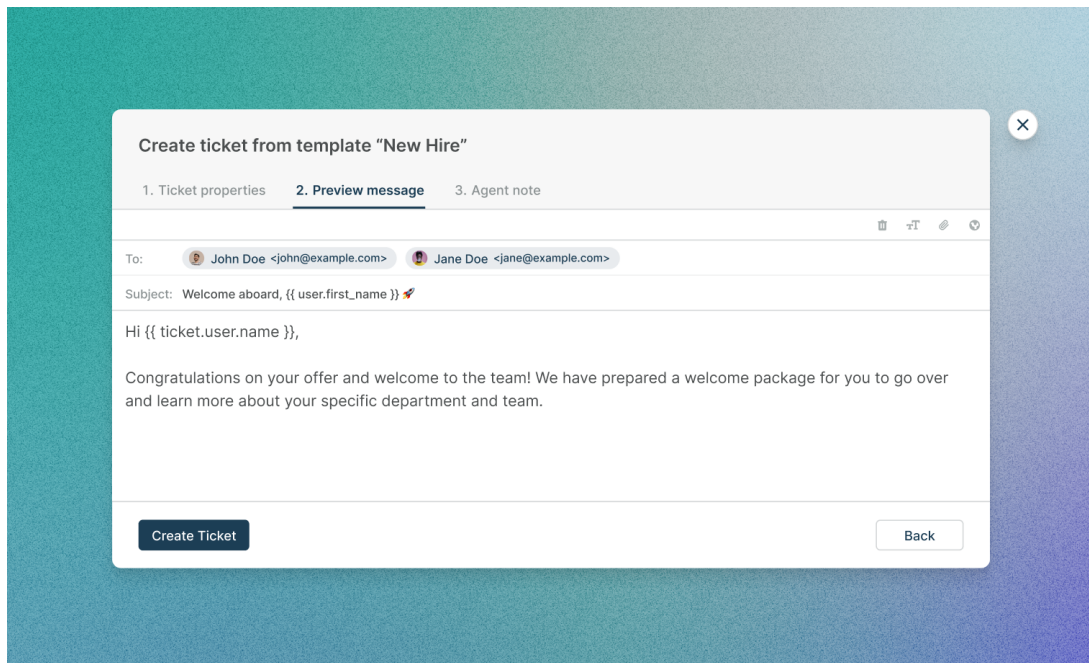 Create ticket from template “New Hire”
1. Ticket properties 2. Preview message 3. Agent note
To: John Doe <john@example.com> Jane Doe <jane@example.com>
Subject: Welcome aboard, {{ user.first_name }} 🚀
Hi {{ ticket.user.name }},
Congratulations on your offer and welcome to the team! We have prepared a welcome package for you to go over
and learn more about your specific department and team.
Create Ticket Back